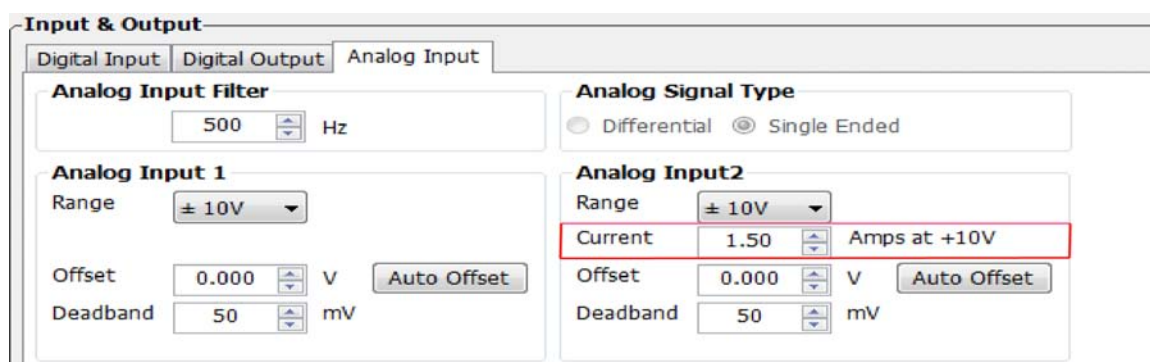 Input & Output
Digital Input Digital Output Analog Input
Analog Input Filter
500 Hz
Analog Signal Type
Differential Single Ended
Analog Input 1
Range ± 10V
Offset 0.000 V Auto Offset
Deadband 50 mV
Analog Input2
Range ± 10V
Current 1.50 Amps at +10V
Offset 0.000 V Auto Offset
Deadband 50 mV